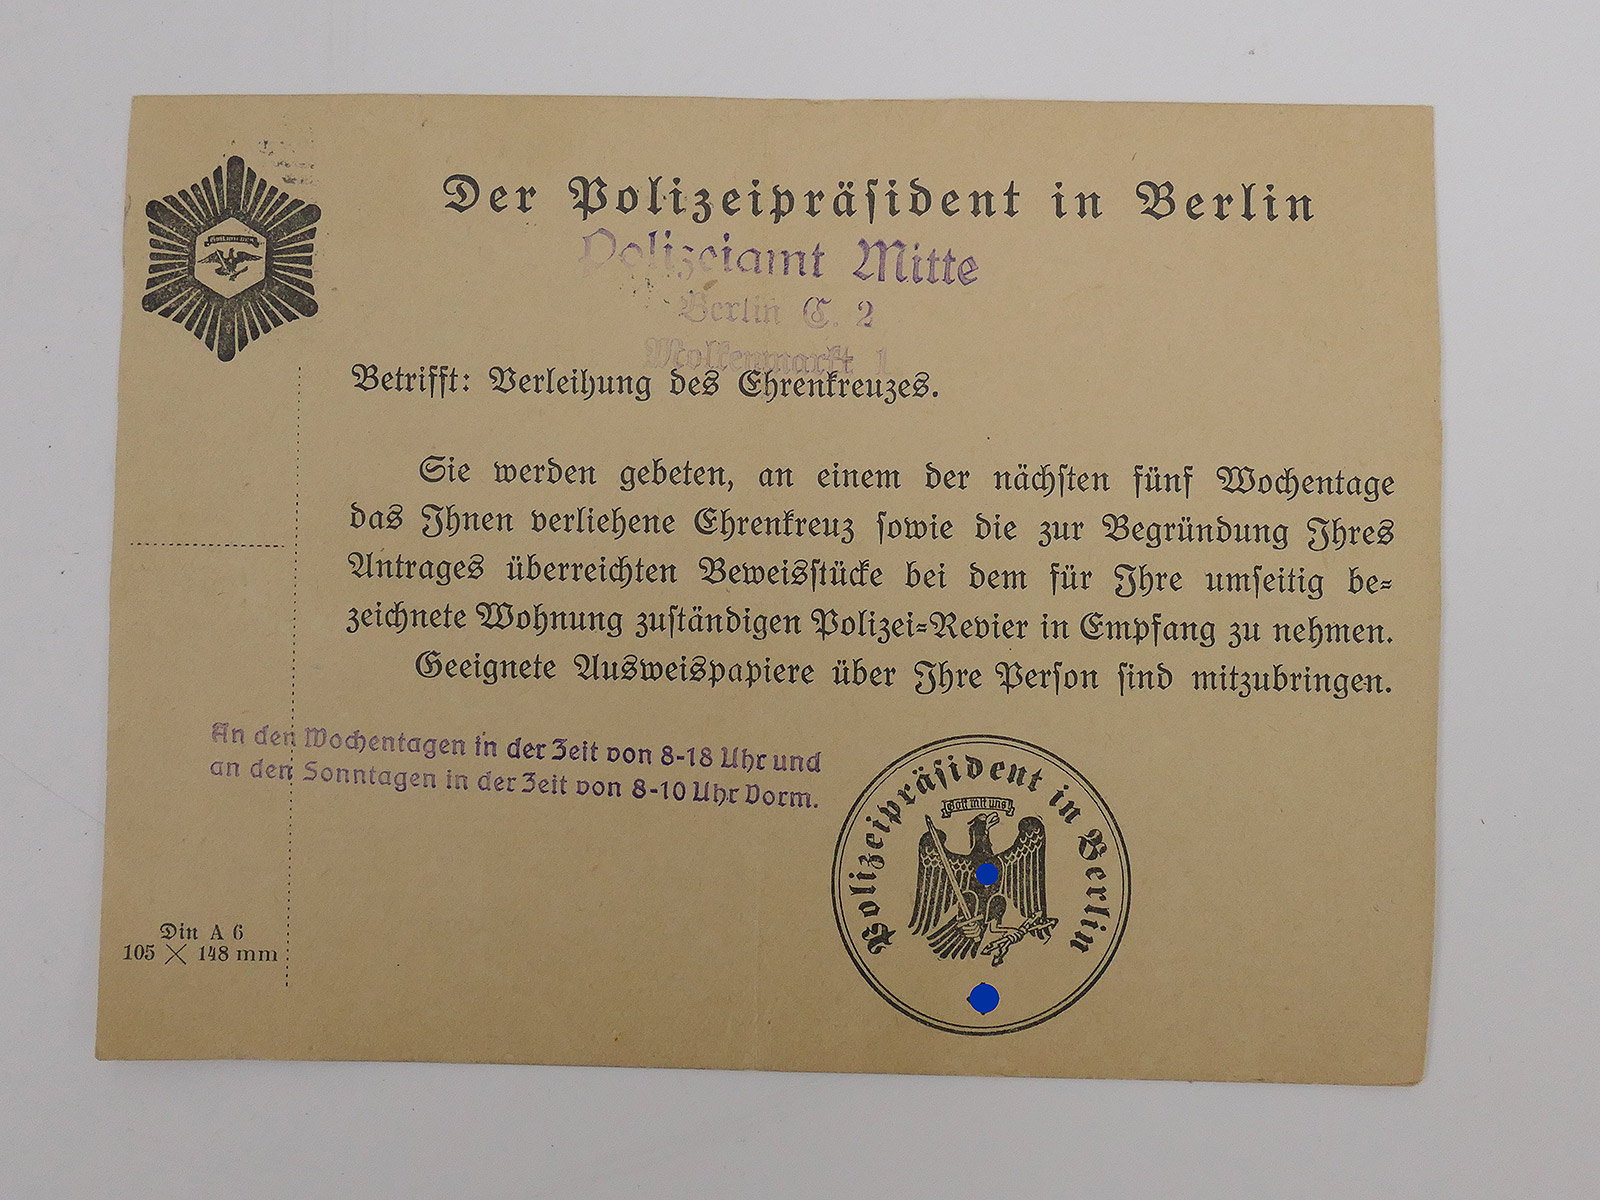 Der Polizeipräsident in Berlin
Polizeiamt Mitte
Berlin C. 2
Molkenmarkt 1
Betrifft: Verleihung des Ehrenkreuzes.
Sie werden gebeten, an einem der nächsten fünf Wochentage
das Ihnen verliehene Ehrenkreuz sowie die zur Begründung Ihres
Antrages überreichten Beweisstücke bei dem für Ihre umseitig be=
zeichnete Wohnung zuständigen Polizei=Revier in Empfang zu nehmen.
Geeignete Ausweispapiere über Ihre Person sind mitzubringen.
An den Wochentagen in der Zeit von 8-18 Uhr und
an den Sonntagen in der Zeit von 8-10 Uhr Vorm.
Polizeipräsident in Berlin
Gott mit uns!
Din A 6
105 × 148 mm